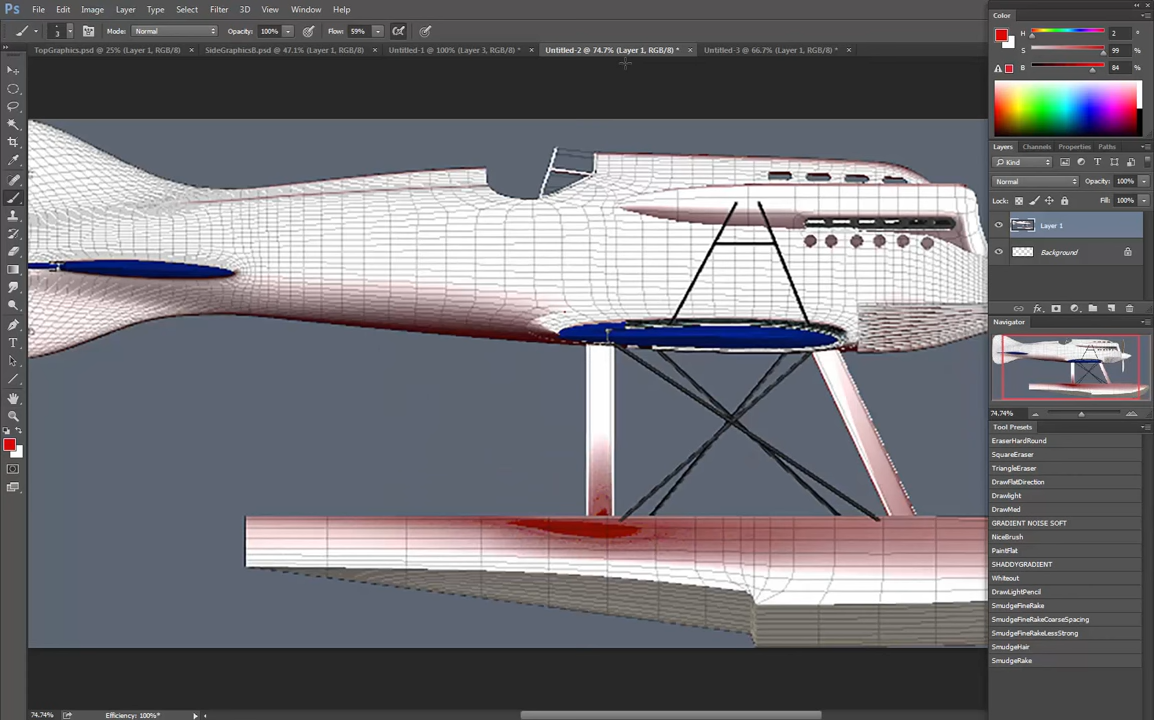 Ps File Edit Image Layer Type Select Filter 3D View Window Help
3 Mode: Normal Opacity: 100% Flow: 59%
TopGraphics.psd @ 25% (Layer 1, RGB/8) × SideGraphicsB.psd @ 47.1% (Layer 1, RGB/8) × Untitled-1 @ 100% (Layer 3, RGB/8) * × Untitled-2 @ 74.7% (Layer 1, RGB/8) * × Untitled-3 @ 66.7% (Layer 1, RGB/8) * ×
Color
H 2 °
S 99 %
B 84 %
Layers Channels Properties Paths
Kind
Normal Opacity: 100%
Lock: Fill: 100%
Layer 1
Background
Navigator
74.74%
Tool Presets
EraserHardRound
SquareEraser
TriangleEraser
DrawFlatDirection
Drawlight
DrawMed
GRADIENT NOISE SOFT
NiceBrush
PaintFlat
SHADDYGRADIENT
Whiteout
DrawLightPencil
SmudgeFineRake
SmudgeFineRakeCoarseSpacing
SmudgeFineRakeLessStrong
SmudgeHair
SmudgeRake
74.74% Efficiency: 100%*